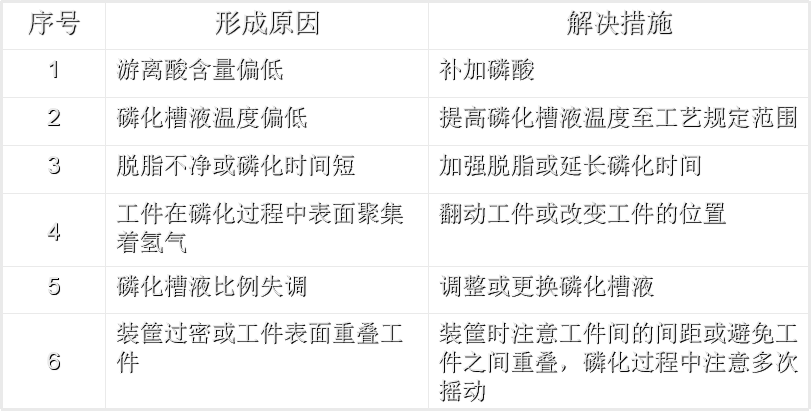 序号 形成原因 解决措施
1 游离酸含量偏低 补加磷酸
2 磷化槽液温度偏低 提高磷化槽液温度至工艺规定范围
3 脱脂不净或磷化时间短 加强脱脂或延长磷化时间
4 工件在磷化过程中表面聚集 翻动工件或改变工件的位置
着氢气
5 磷化槽液比例失调 调整或更换磷化槽液
6 装筐过密或工件表面重叠工 装筐时注意工件间的间距或避免工
件 件之间重叠，磷化过程中注意多次
摇动